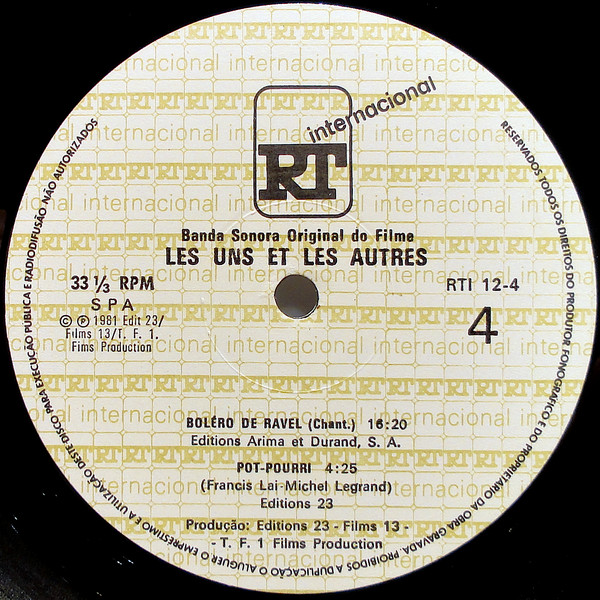 RT internacional
Banda Sonora Original do Filme
LES UNS ET LES AUTRES
33 1/3 RPM
SPA
© ℗ 1981 Edit 23/
Films 13/T. F. 1.
Fims Production
RTI 12-4
4
BOLÉRO DE RAVEL (Chant.) 16:20
Editions Arima et Durand, S. A.
POT-POURRI 4:25
(Francis Lai-Michel Legrand)
Editions 23
Produção: Editions 23 - Films 13 -
- T. F. 1 Films Production
RESERVADOS TODOS OS DIREITOS DO PRODUTOR FONOGRÁFICO E DO PROPRIETÁRIO DA OBRA GRAVADA. PROIBIDOS A DUPLICAÇÃO O ALUGUER O EMPRÉSTIMO E A UTILIZAÇÃO DESTE DISCO PARA EXECUÇÃO PUBLICA E RADIODIFUSÃO NÃO AUTORIZADOS